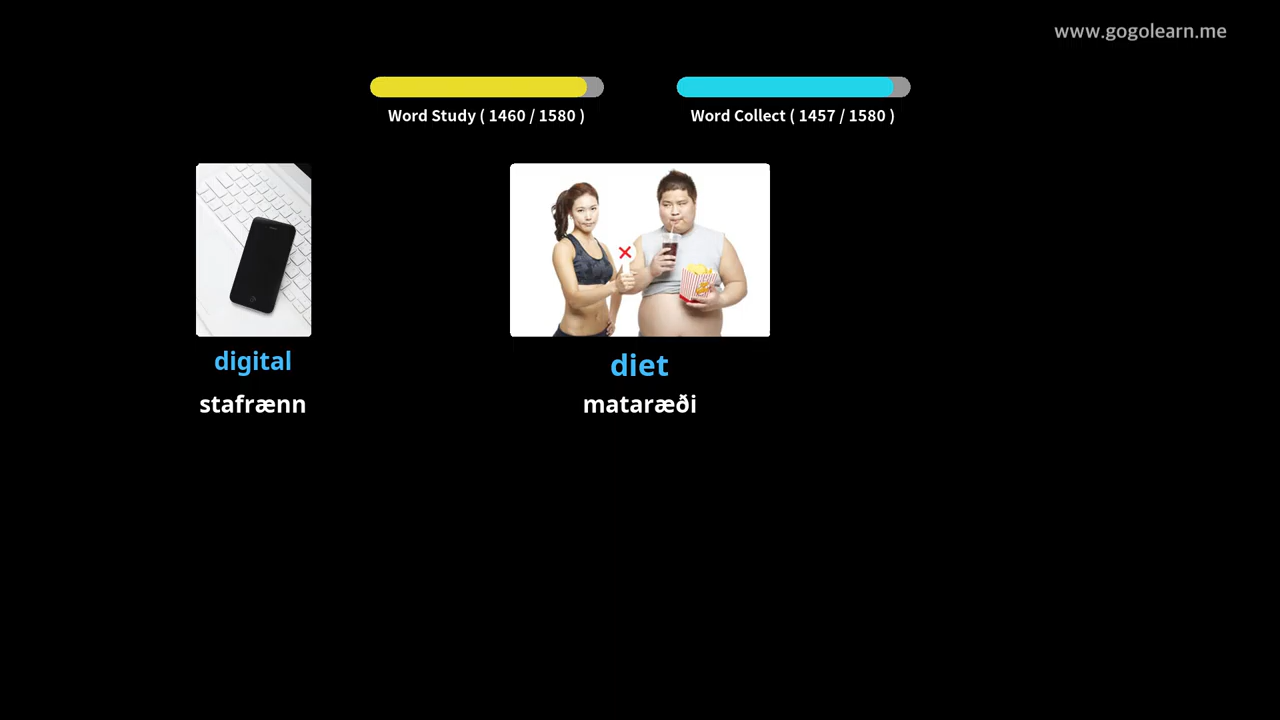 www.gogolearn.me
Word Study ( 1460 / 1580 )
Word Collect ( 1457 / 1580 )
digital
diet
stafrænn
mataræði